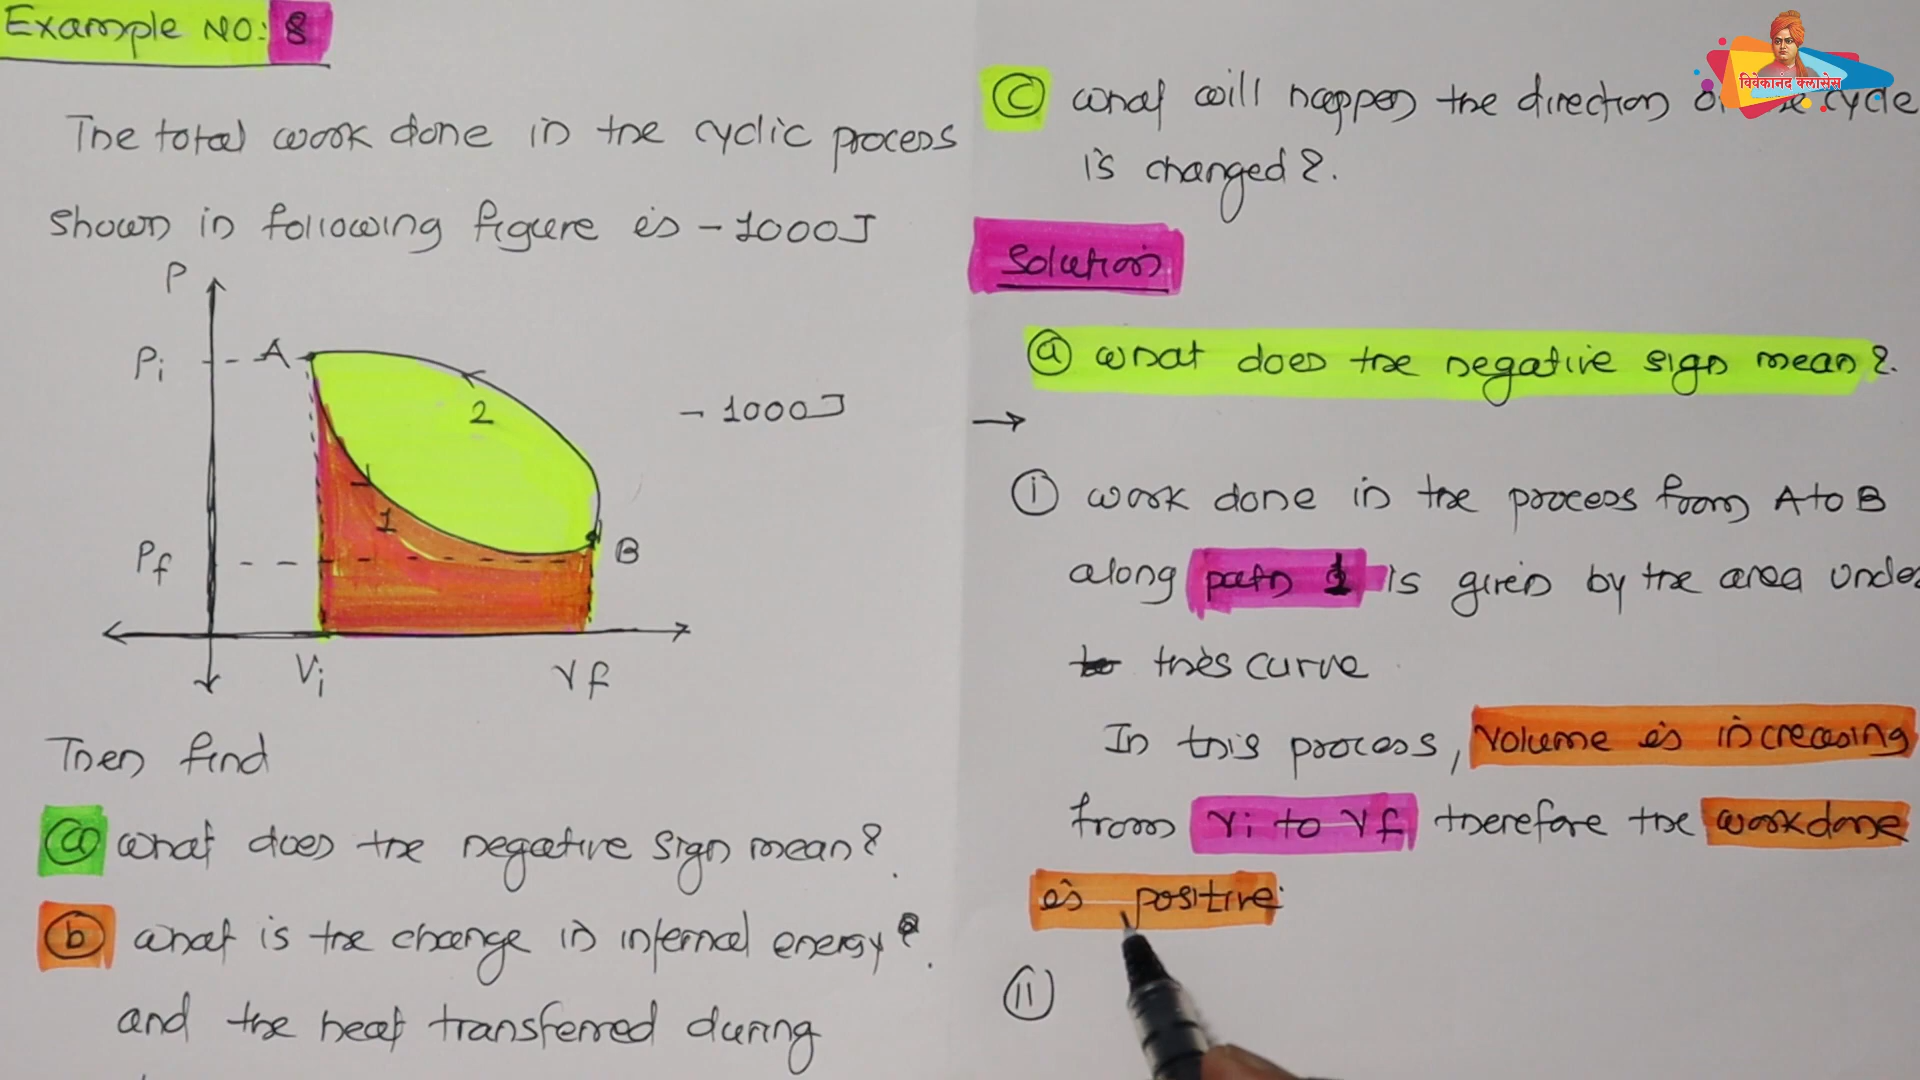 Example NO: 8
The total work done in the cyclic process
shown in following figure is - 1000J
P
Pi
A
2
- 1000J
1
Pf
B
Vi
Vf
Then find
a what does the negative sign mean?
b what is the change in internal energy?
and the heat transferred during
c what will happen the direction cycle
is changed?
विवेकानंद क्लासेस
Solution
a what does the negative sign mean?
→
i work done in the process from A to B
along path 1 is given by the area under
this curve
In this process, volume is increasing
from Vi to Vf therefore the workdone
is positive
ii